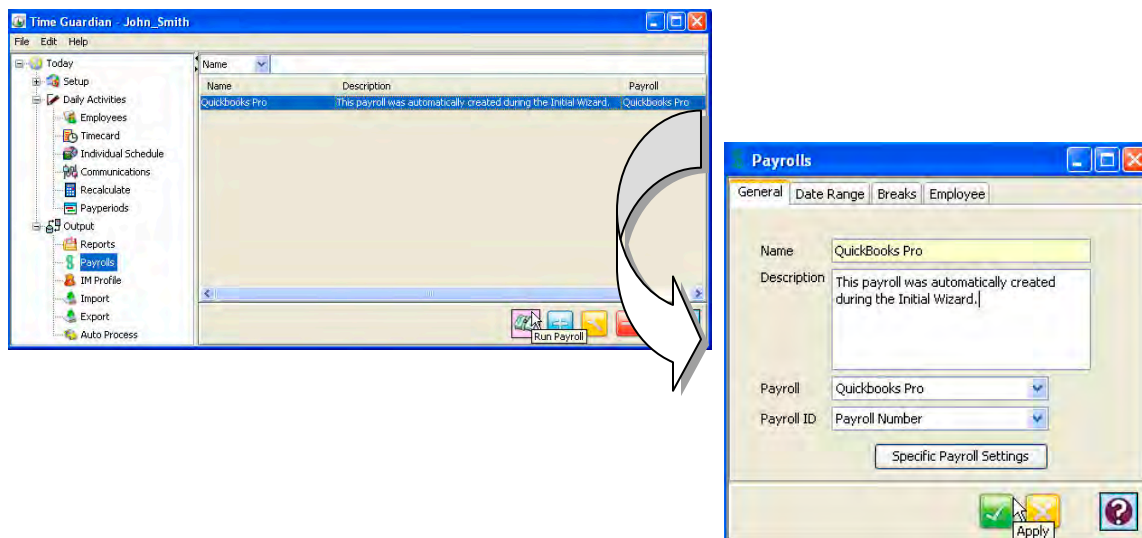 Time Guardian - John_Smith
File Edit Help
Today
Setup
Daily Activities
Employees
Timecard
Individual Schedule
Communications
Recalculate
Payperiods
Output
Reports
Payrolls
IM Profile
Import
Export
Auto Process
Name
Name Description Payroll
Quickbooks Pro This payroll was automatically created during the Initial Wizard. Quickbooks Pro
Run Payroll
Payrolls
General Date Range Breaks Employee
Name QuickBooks Pro
Description This payroll was automatically created
during the Initial Wizard.
Payroll Quickbooks Pro
Payroll ID Payroll Number
Specific Payroll Settings
Apply